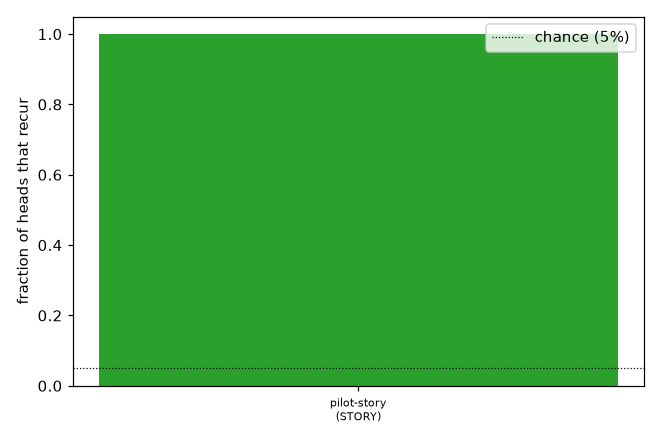 chance (5%)
fraction of heads that recur
1.0
0.8
0.6
0.4
0.2
0.0
pilot-story
(STORY)